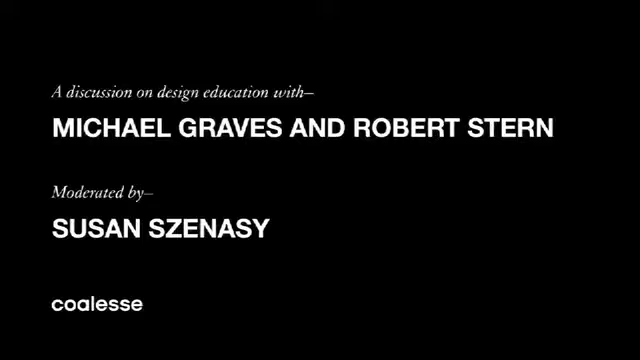 A discussion on design education with–
MICHAEL GRAVES AND ROBERT STERN
Moderated by–
SUSAN SZENASY
coalesse